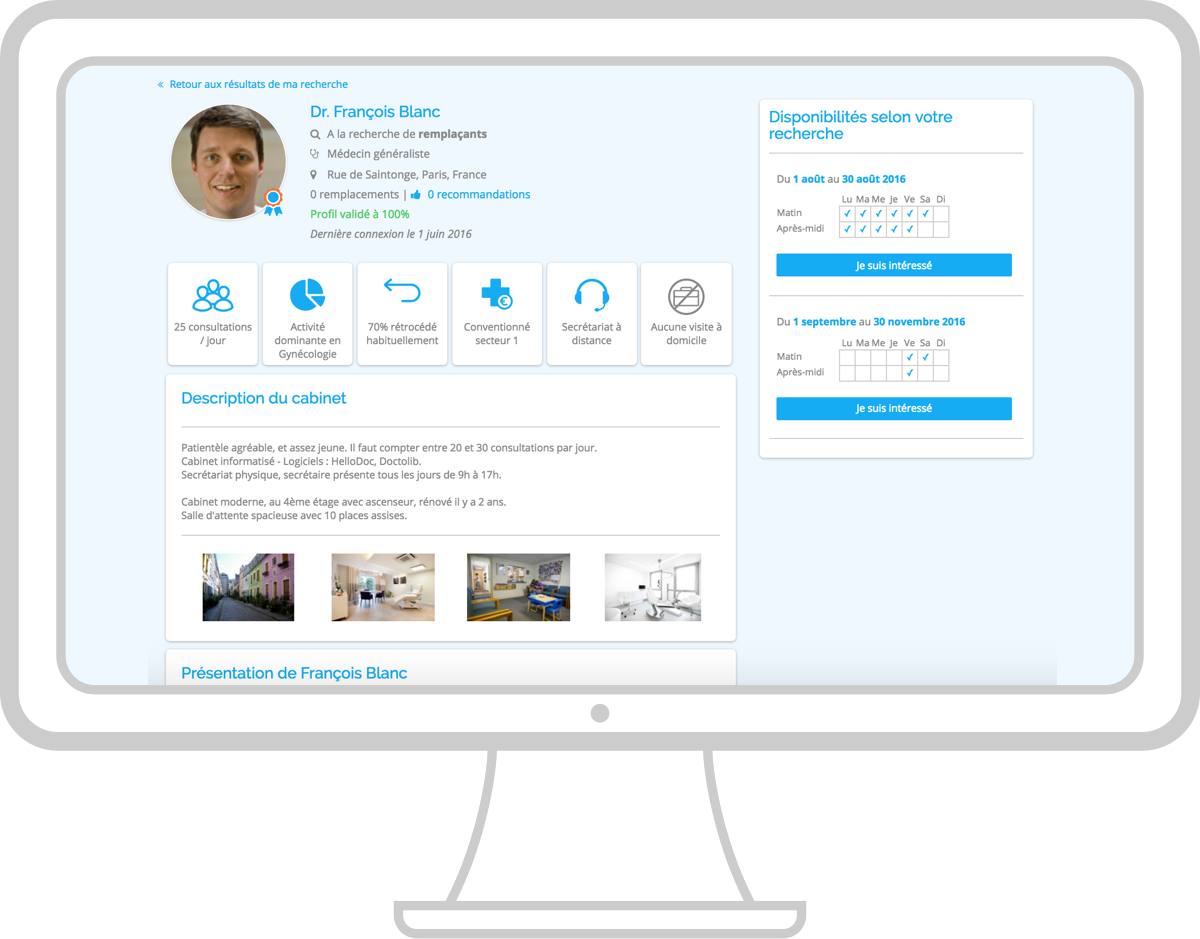 « Retour aux résultats de ma recherche
Dr. François Blanc
A la recherche de remplaçants
Médecin généraliste
Rue de Saintonge, Paris, France
0 remplacements | 0 recommandations
Profil validé à 100%
Dernière connexion le 1 juin 2016
25 consultations
/ jour
Activité
dominante en
Gynécologie
70% rétrocédé
habituellement
Conventionné
secteur 1
Secrétariat à
distance
Aucune visite à
domicile
Description du cabinet
Patientèle agréable, et assez jeune. Il faut compter entre 20 et 30 consultations par jour.
Cabinet informatisé - Logiciels : HelloDoc, Doctolib.
Secrétariat physique, secrétaire présente tous les jours de 9h à 17h.
Cabinet moderne, au 4ème étage avec ascenseur, rénové il y a 2 ans.
Salle d'attente spacieuse avec 10 places assises.
Présentation de François Blanc
Disponibilités selon votre
recherche
Du 1 août au 30 août 2016
Lu Ma Me Je Ve Sa Di
Matin ✓ ✓ ✓ ✓ ✓ ✓
Après-midi ✓ ✓ ✓ ✓ ✓
Je suis intéressé
Du 1 septembre au 30 novembre 2016
Lu Ma Me Je Ve Sa Di
Matin ✓ ✓
Après-midi ✓
Je suis intéressé